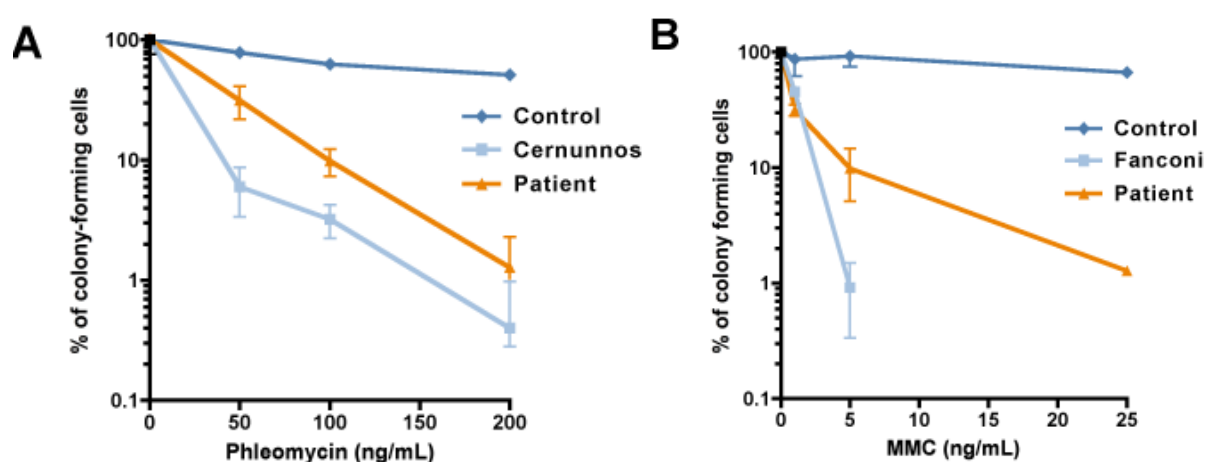 A
% of colony-forming cells
100
10
1
0.1
0
50
100
150
200
Phleomycin (ng/mL)
Control
Cernunnos
Patient
B
% of colony forming cells
100
10
1
0.1
0
5
10
15
20
25
MMC (ng/mL)
Control
Fanconi
Patient